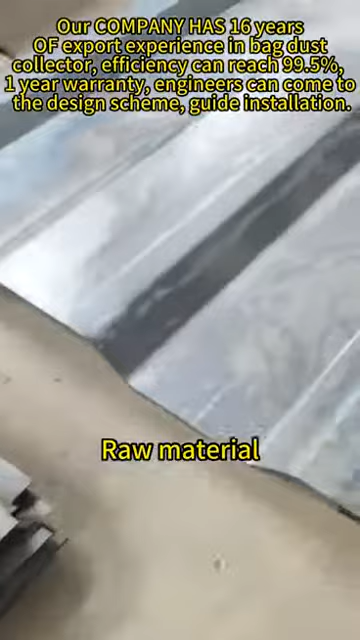 Our COMPANY HAS 16 years
OF export experience in bag dust
collector, efficiency can reach 99.5%,
1 year warranty, engineers can come to
the design scheme, guide installation.
Raw material